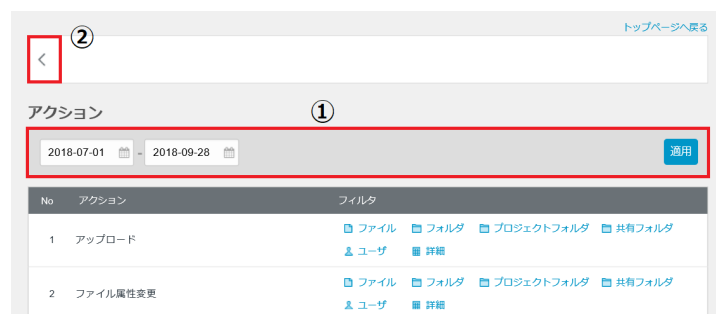 トップページへ戻る
②
アクション
①
2018-07-01 - 2018-09-28 適用
No アクション フィルタ
1 アップロード ファイル フォルダ プロジェクトフォルダ 共有フォルダ
ユーザ 詳細
2 ファイル属性変更 ファイル フォルダ プロジェクトフォルダ 共有フォルダ
ユーザ 詳細